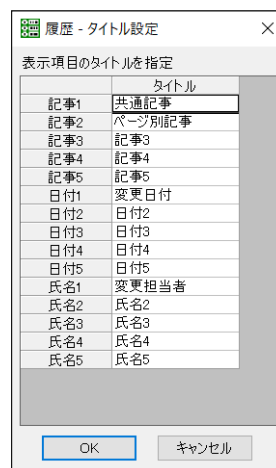 履歴 - タイトル設定
表示項目のタイトルを指定
タイトル
記事1 共通記事
記事2 ページ別記事
記事3 記事3
記事4 記事4
記事5 記事5
日付1 変更日付
日付2 日付2
日付3 日付3
日付4 日付4
日付5 日付5
氏名1 変更担当者
氏名2 氏名2
氏名3 氏名3
氏名4 氏名4
氏名5 氏名5
OK キャンセル